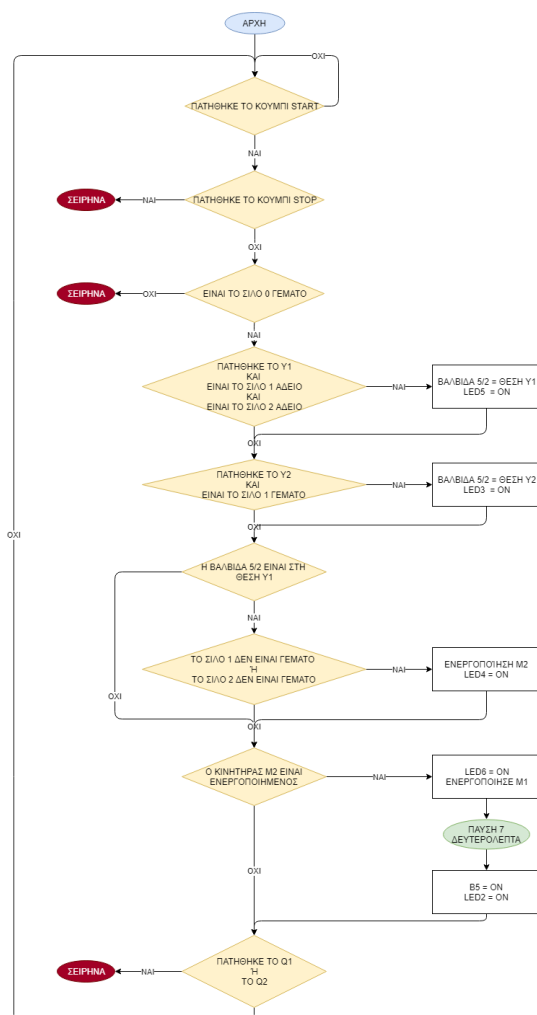 ΑΡΧΗ
ΟΧΙ
ΠΑΤΗΘΗΚΕ ΤΟ ΚΟΥΜΠΙ START
ΝΑΙ
ΣΕΙΡΗΝΑ
ΝΑΙ
ΠΑΤΗΘΗΚΕ ΤΟ ΚΟΥΜΠΙ STOP
ΟΧΙ
ΣΕΙΡΗΝΑ
ΟΧΙ
ΕΙΝΑΙ ΤΟ ΣΙΛΟ 0 ΓΕΜΑΤΟ
ΝΑΙ
ΠΑΤΗΘΗΚΕ ΤΟ Υ1
ΚΑΙ
ΕΙΝΑΙ ΤΟ ΣΙΛΟ 1 ΑΔΕΙΟ
ΚΑΙ
ΕΙΝΑΙ ΤΟ ΣΙΛΟ 2 ΑΔΕΙΟ
ΝΑΙ
ΒΑΛΒΙΔΑ 5/2 = ΘΕΣΗ Υ1
LED5 = ON
ΟΧΙ
ΠΑΤΗΘΗΚΕ ΤΟ Υ2
ΚΑΙ
ΕΙΝΑΙ ΤΟ ΣΙΛΟ 1 ΓΕΜΑΤΟ
ΝΑΙ
ΒΑΛΒΙΔΑ 5/2 = ΘΕΣΗ Υ2
LED3 = ON
ΟΧΙ
ΟΧΙ
Η ΒΑΛΒΙΔΑ 5/2 ΕΙΝΑΙ ΣΤΗ
ΘΕΣΗ Υ1
ΝΑΙ
ΤΟ ΣΙΛΟ 1 ΔΕΝ ΕΙΝΑΙ ΓΕΜΑΤΟ
Ή
ΤΟ ΣΙΛΟ 2 ΔΕΝ ΕΙΝΑΙ ΓΕΜΑΤΟ
ΝΑΙ
ΕΝΕΡΓΟΠΟΊΗΣΗ Μ2
LED4 = ON
ΟΧΙ
ΟΧΙ
Ο ΚΙΝΗΤΗΡΑΣ Μ2 ΕΙΝΑΙ
ΕΝΕΡΓΟΠΟΙΗΜΕΝΟΣ
ΝΑΙ
LED6 = ON
ΕΝΕΡΓΟΠΟΙΗΣΕ Μ1
ΠΑΥΣΗ 7
ΔΕΥΤΕΡΟΛΕΠΤΑ
ΟΧΙ
B5 = ON
LED2 = ON
ΣΕΙΡΗΝΑ
ΝΑΙ
ΠΑΤΗΘΗΚΕ ΤΟ Q1
Ή
ΤΟ Q2